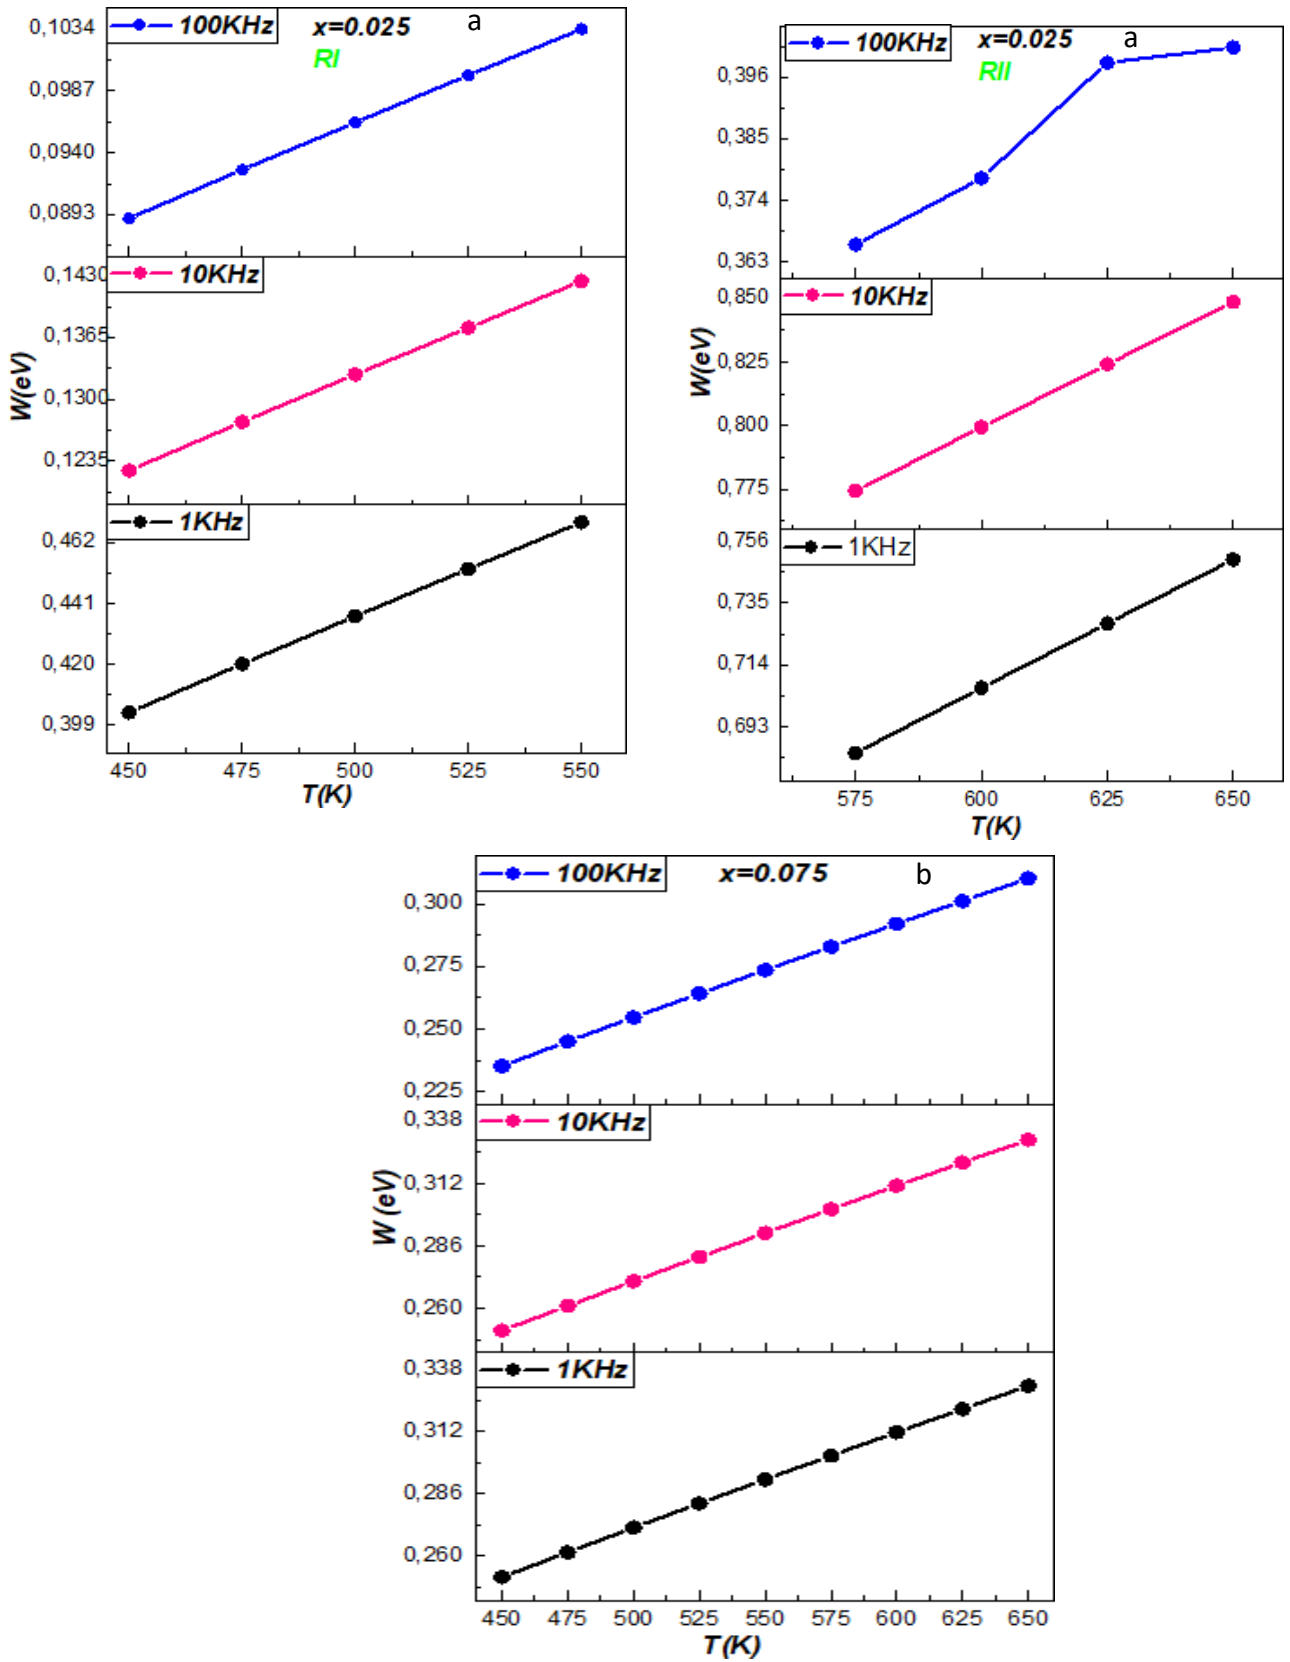 100KHz
x=0.025
a
RI
0,1034
0,0987
0,0940
0,0893
10KHz
0,1430
0,1365
0,1300
0,1235
W(eV)
1KHz
0,462
0,441
0,420
0,399
450 475 500 525 550
T(K)
100KHz
x=0.025
a
RII
0,396
0,385
0,374
0,363
10KHz
0,850
0,825
0,800
0,775
W(eV)
1KHz
0,756
0,735
0,714
0,693
575 600 625 650
T(K)
100KHz
x=0.075
b
0,300
0,275
0,250
0,225
10KHz
0,338
0,312
0,286
0,260
W (eV)
1KHz
0,338
0,312
0,286
0,260
450 475 500 525 550 575 600 625 650
T(K)